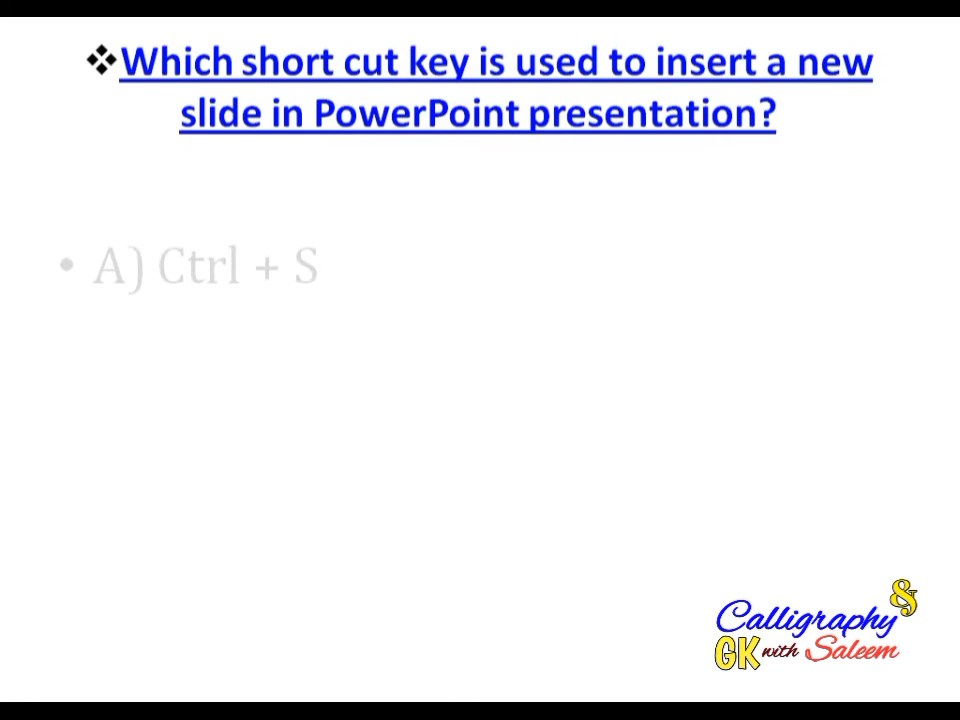 ❖Which short cut key is used to insert a new
slide in PowerPoint presentation?
• A) Ctrl + S
Calligraphy &
GK with Saleem